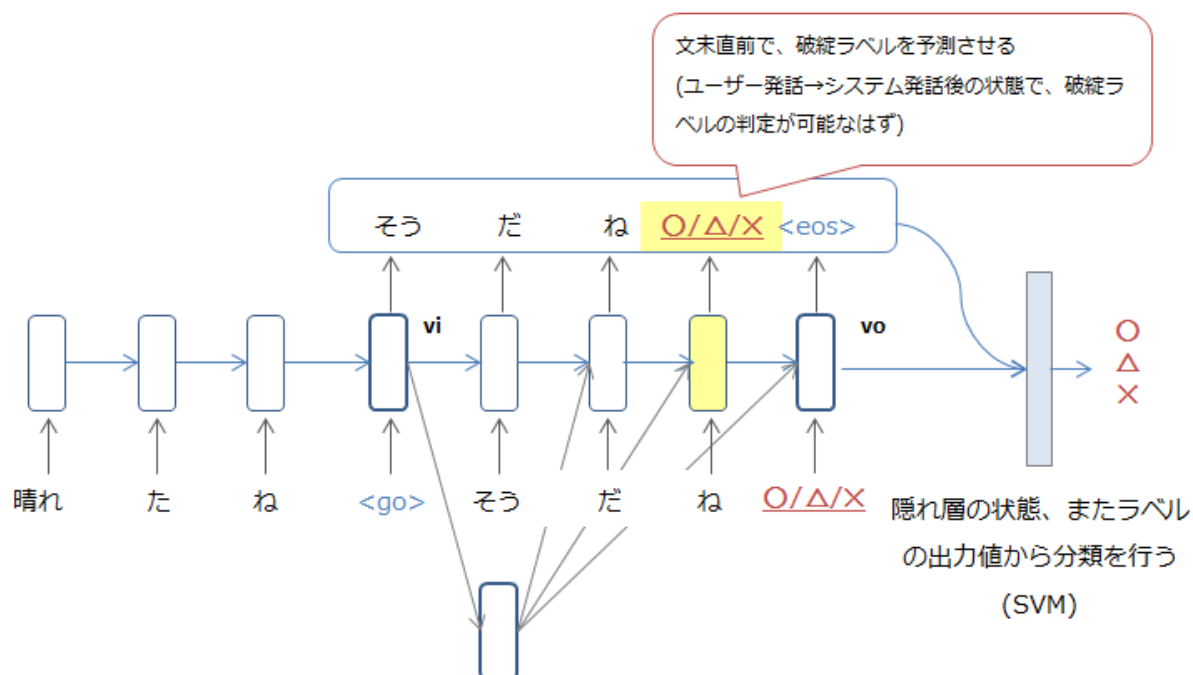 文末直前で、破綻ラベルを予測させる
(ユーザー発話→システム発話後の状態で、破綻ラ
ベルの判定が可能なはず)
そう だ ね 〇/△/× <eos>
vi vo
〇
△
×
晴れ た ね <go> そう だ ね 〇/△/×
隠れ層の状態、またラベル
の出力値から分類を行う
(SVM)